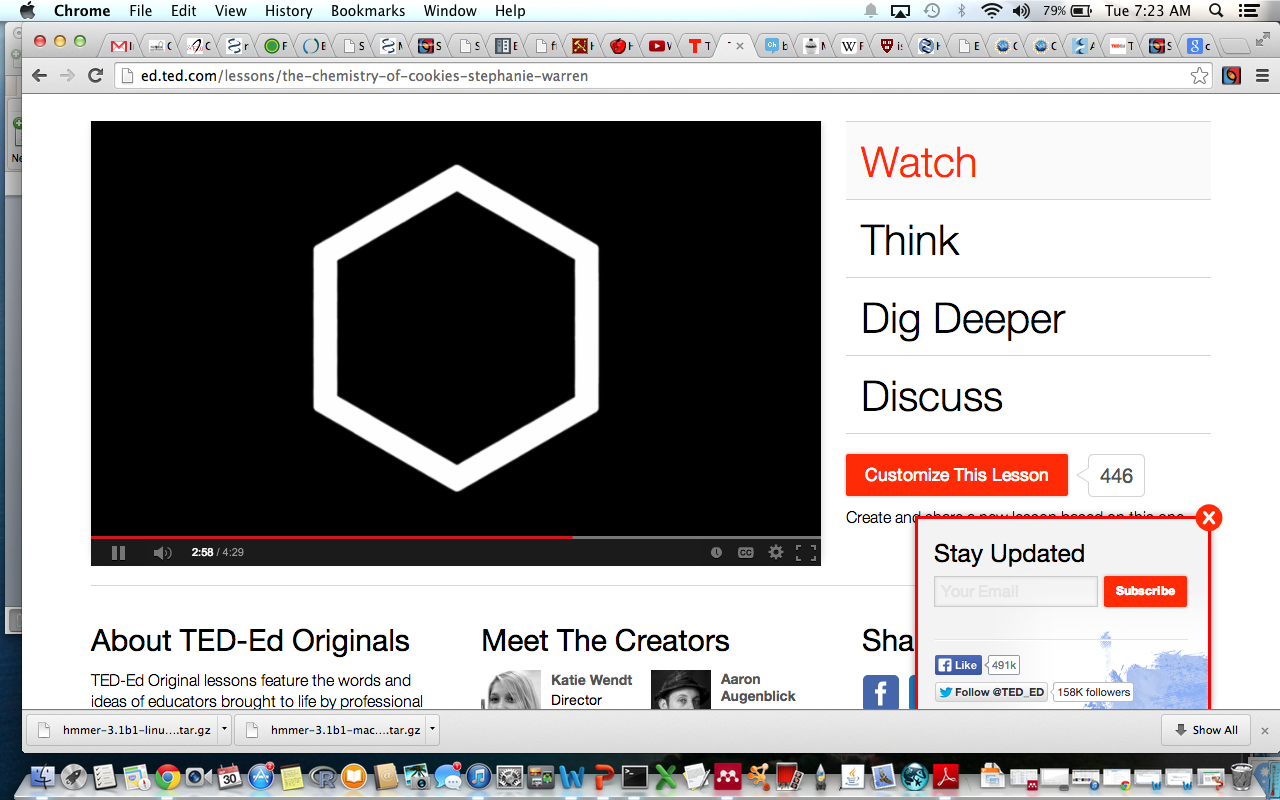 Chrome File Edit View History Bookmarks Window Help 79% Tue 7:23 AM
ed.ted.com/lessons/the-chemistry-of-cookies-stephanie-warren
Watch
Think
Dig Deeper
Discuss
Customize This Lesson 446
Create and share a new lesson based on this one.
2:58 / 4:29
CC
Stay Updated
Your Email Subscribe
Like 491k
Follow @TED_ED 158K followers
About TED-Ed Originals
TED-Ed Original lessons feature the words and
ideas of educators brought to life by professional
Meet The Creators
Katie Wendt
Director
Aaron
Augenblick
Sha
hmmer-3.1b1-linu....tar.gz hmmer-3.1b1-mac....tar.gz Show All